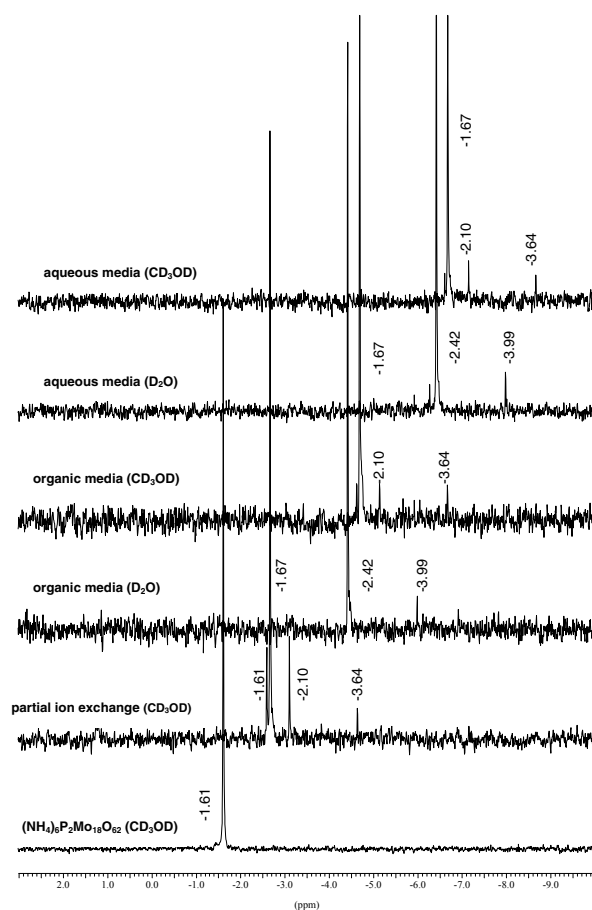 -1.67
-2.10
-3.64
aqueous media (CD₃OD)
-1.67
-2.42
-3.99
aqueous media (D₂O)
2.10
-3.64
organic media (CD₃OD)
-1.67
-2.42
-3.99
organic media (D₂O)
-1.61
-2.10
-3.64
partial ion exchange (CD₃OD)
-1.61
(NH₄)₆P₂Mo₁₈O₆₂ (CD₃OD)
2.0 1.0 0.0 -1.0 -2.0 -3.0 -4.0 -5.0 -6.0 -7.0 -8.0 -9.0
(ppm)